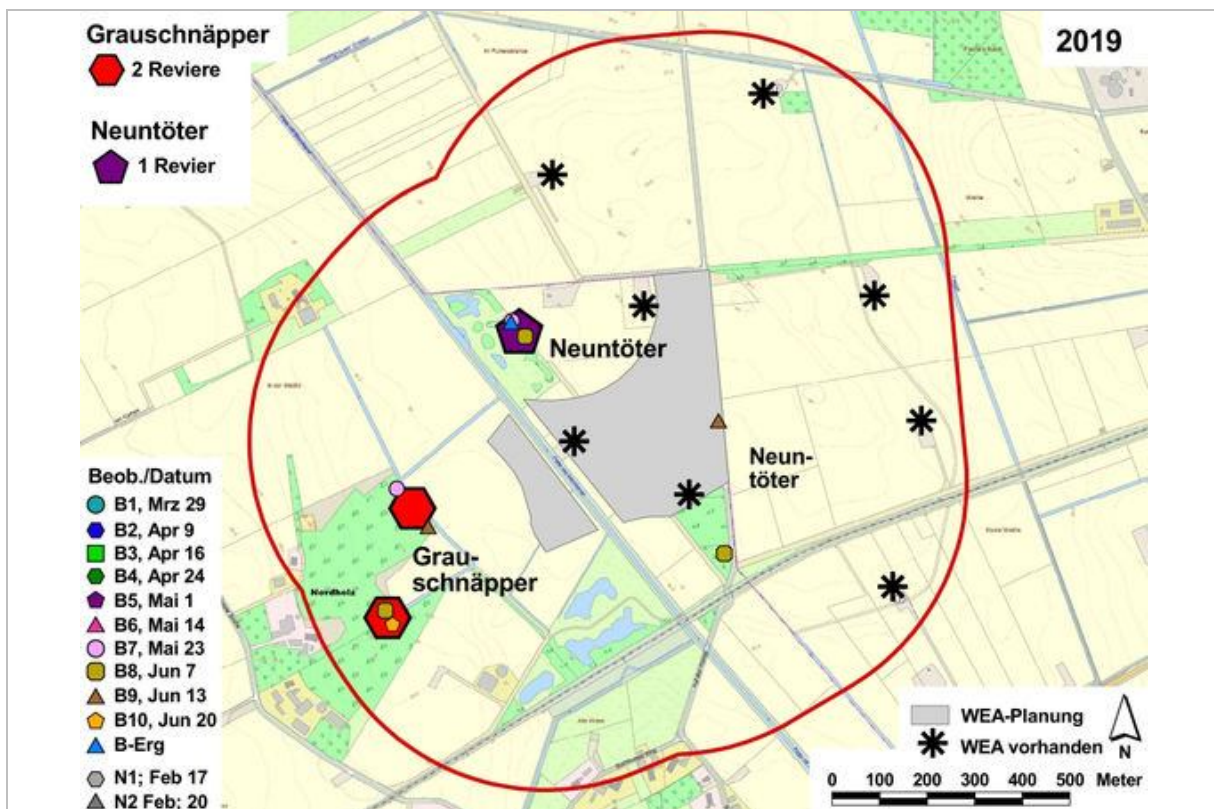 Grauschnäpper
2 Reviere
Neuntöter
1 Revier
2019
Neuntöter
Neun-
töter
Grau-
schnäpper
Nordholz
Beob./Datum
B1, Mrz 29
B2, Apr 9
B3, Apr 16
B4, Apr 24
B5, Mai 1
B6, Mai 14
B7, Mai 23
B8, Jun 7
B9, Jun 13
B10, Jun 20
B-Erg
N1; Feb 17
N2 Feb; 20
WEA-Planung
WEA vorhanden
N
0 100 200 300 400 500 Meter